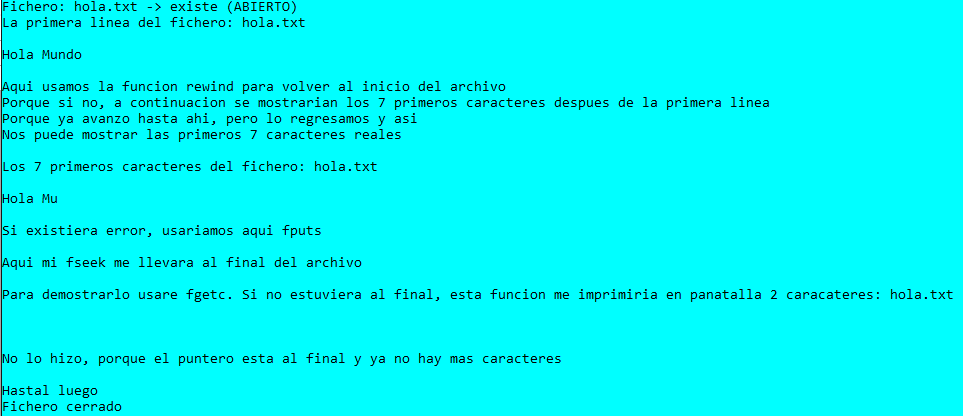 Fichero: hola.txt -> existe (ABIERTO)
La primera linea del fichero: hola.txt
Hola Mundo
Aqui usamos la funcion rewind para volver al inicio del archivo
Porque si no, a continuacion se mostrarian los 7 primeros caracteres despues de la primera linea
Porque ya avanzo hasta ahi, pero lo regresamos y asi
Nos puede mostrar las primeros 7 caracteres reales
Los 7 primeros caracteres del fichero: hola.txt
Hola Mu
Si existiera error, usariamos aqui fputs
Aqui mi fseek me llevara al final del archivo
Para demostrarlo usare fgetc. Si no estuviera al final, esta funcion me imprimiria en panatalla 2 caracateres: hola.txt
No lo hizo, porque el puntero esta al final y ya no hay mas caracteres
Hastal luego
Fichero cerrado